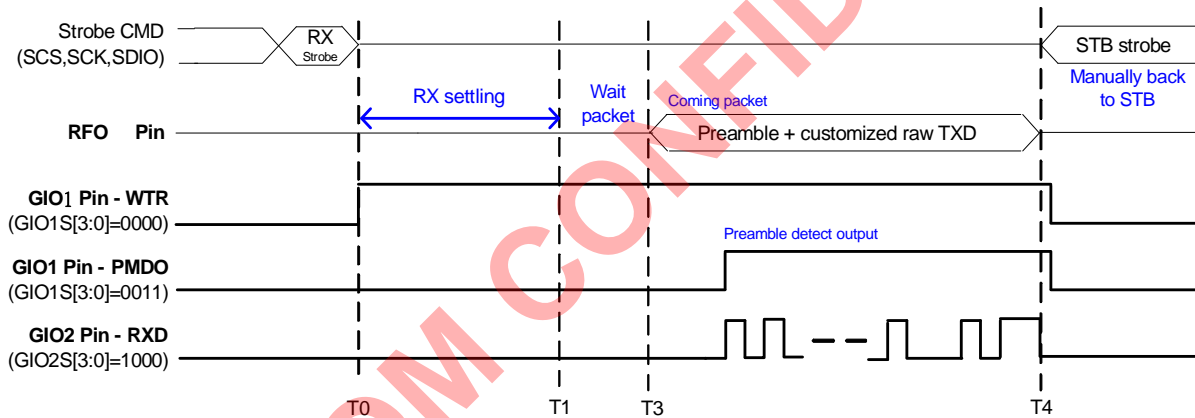 Strobe CMD
(SCS,SCK,SDIO)
RX
Strobe
STB strobe
Manually back
to STB
RX settling
Wait
packet
Coming packet
RFO Pin
Preamble + customized raw TXD
GIO1 Pin - WTR
(GIO1S[3:0]=0000)
Preamble detect output
GIO1 Pin - PMDO
(GIO1S[3:0]=0011)
GIO2 Pin - RXD
(GIO2S[3:0]=1000)
T0
T1
T3
T4
OM CONFID